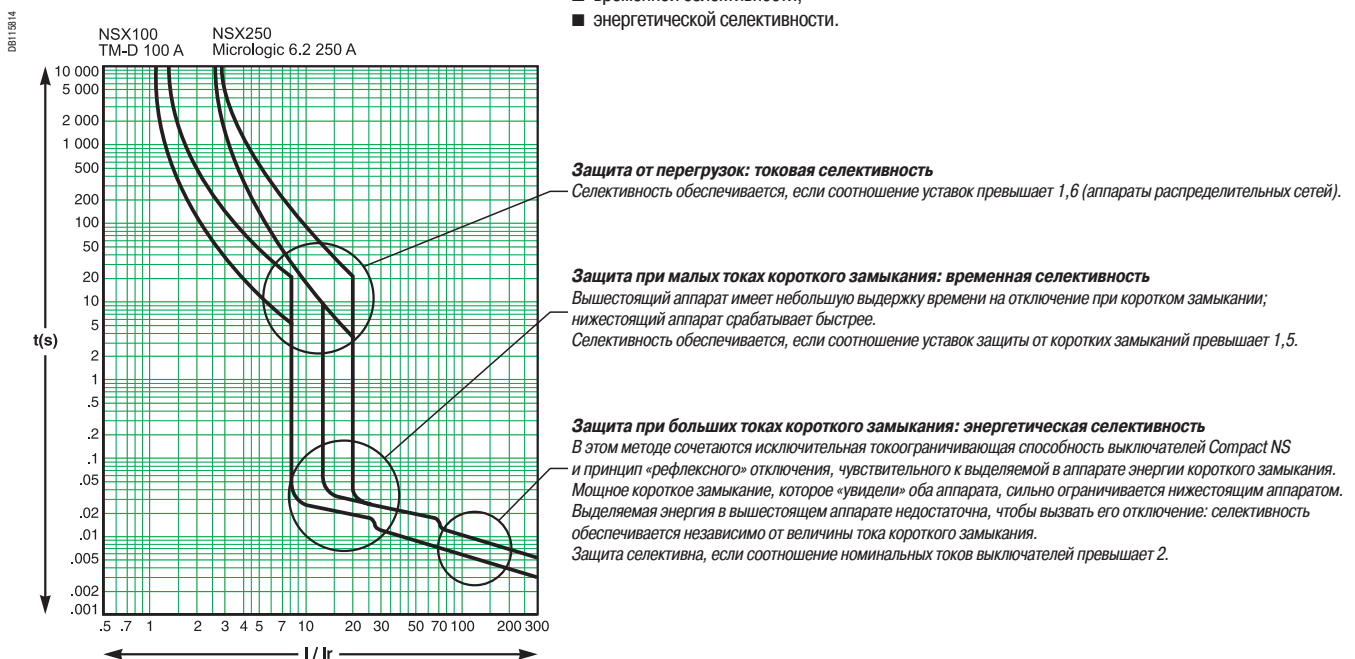 временной селективности;
■ энергетической селективности.
DB115814
NSX100
TM-D 100 A
NSX250
Micrologic 6.2 250 A
10 000
5 000
2 000
1 000
500
200
100
50
20
10
5
2
1
.5
.2
.1
.05
.02
.01
.005
.002
.001
t(s)
.5 .7 1 2 3 4 5 7 10 20 30 50 70 100 200 300
I / Ir
Защита от перегрузок: токовая селективность
Селективность обеспечивается, если соотношение уставок превышает 1,6 (аппараты распределительных сетей).
Защита при малых токах короткого замыкания: временная селективность
Вышестоящий аппарат имеет небольшую выдержку времени на отключение при коротком замыкании;
нижестоящий аппарат срабатывает быстрее.
Селективность обеспечивается, если соотношение уставок защиты от коротких замыканий превышает 1,5.
Защита при больших токах короткого замыкания: энергетическая селективность
В этом методе сочетаются исключительная токоограничивающая способность выключателей Compact NS
и принцип «рефлексного» отключения, чувствительного к выделяемой в аппарате энергии короткого замыкания.
Мощное короткое замыкание, которое «увидели» оба аппарата, сильно ограничивается нижестоящим аппаратом.
Выделяемая энергия в вышестоящем аппарате недостаточна, чтобы вызвать его отключение: селективность
обеспечивается независимо от величины тока короткого замыкания.
Защита селективна, если соотношение номинальных токов выключателей превышает 2.